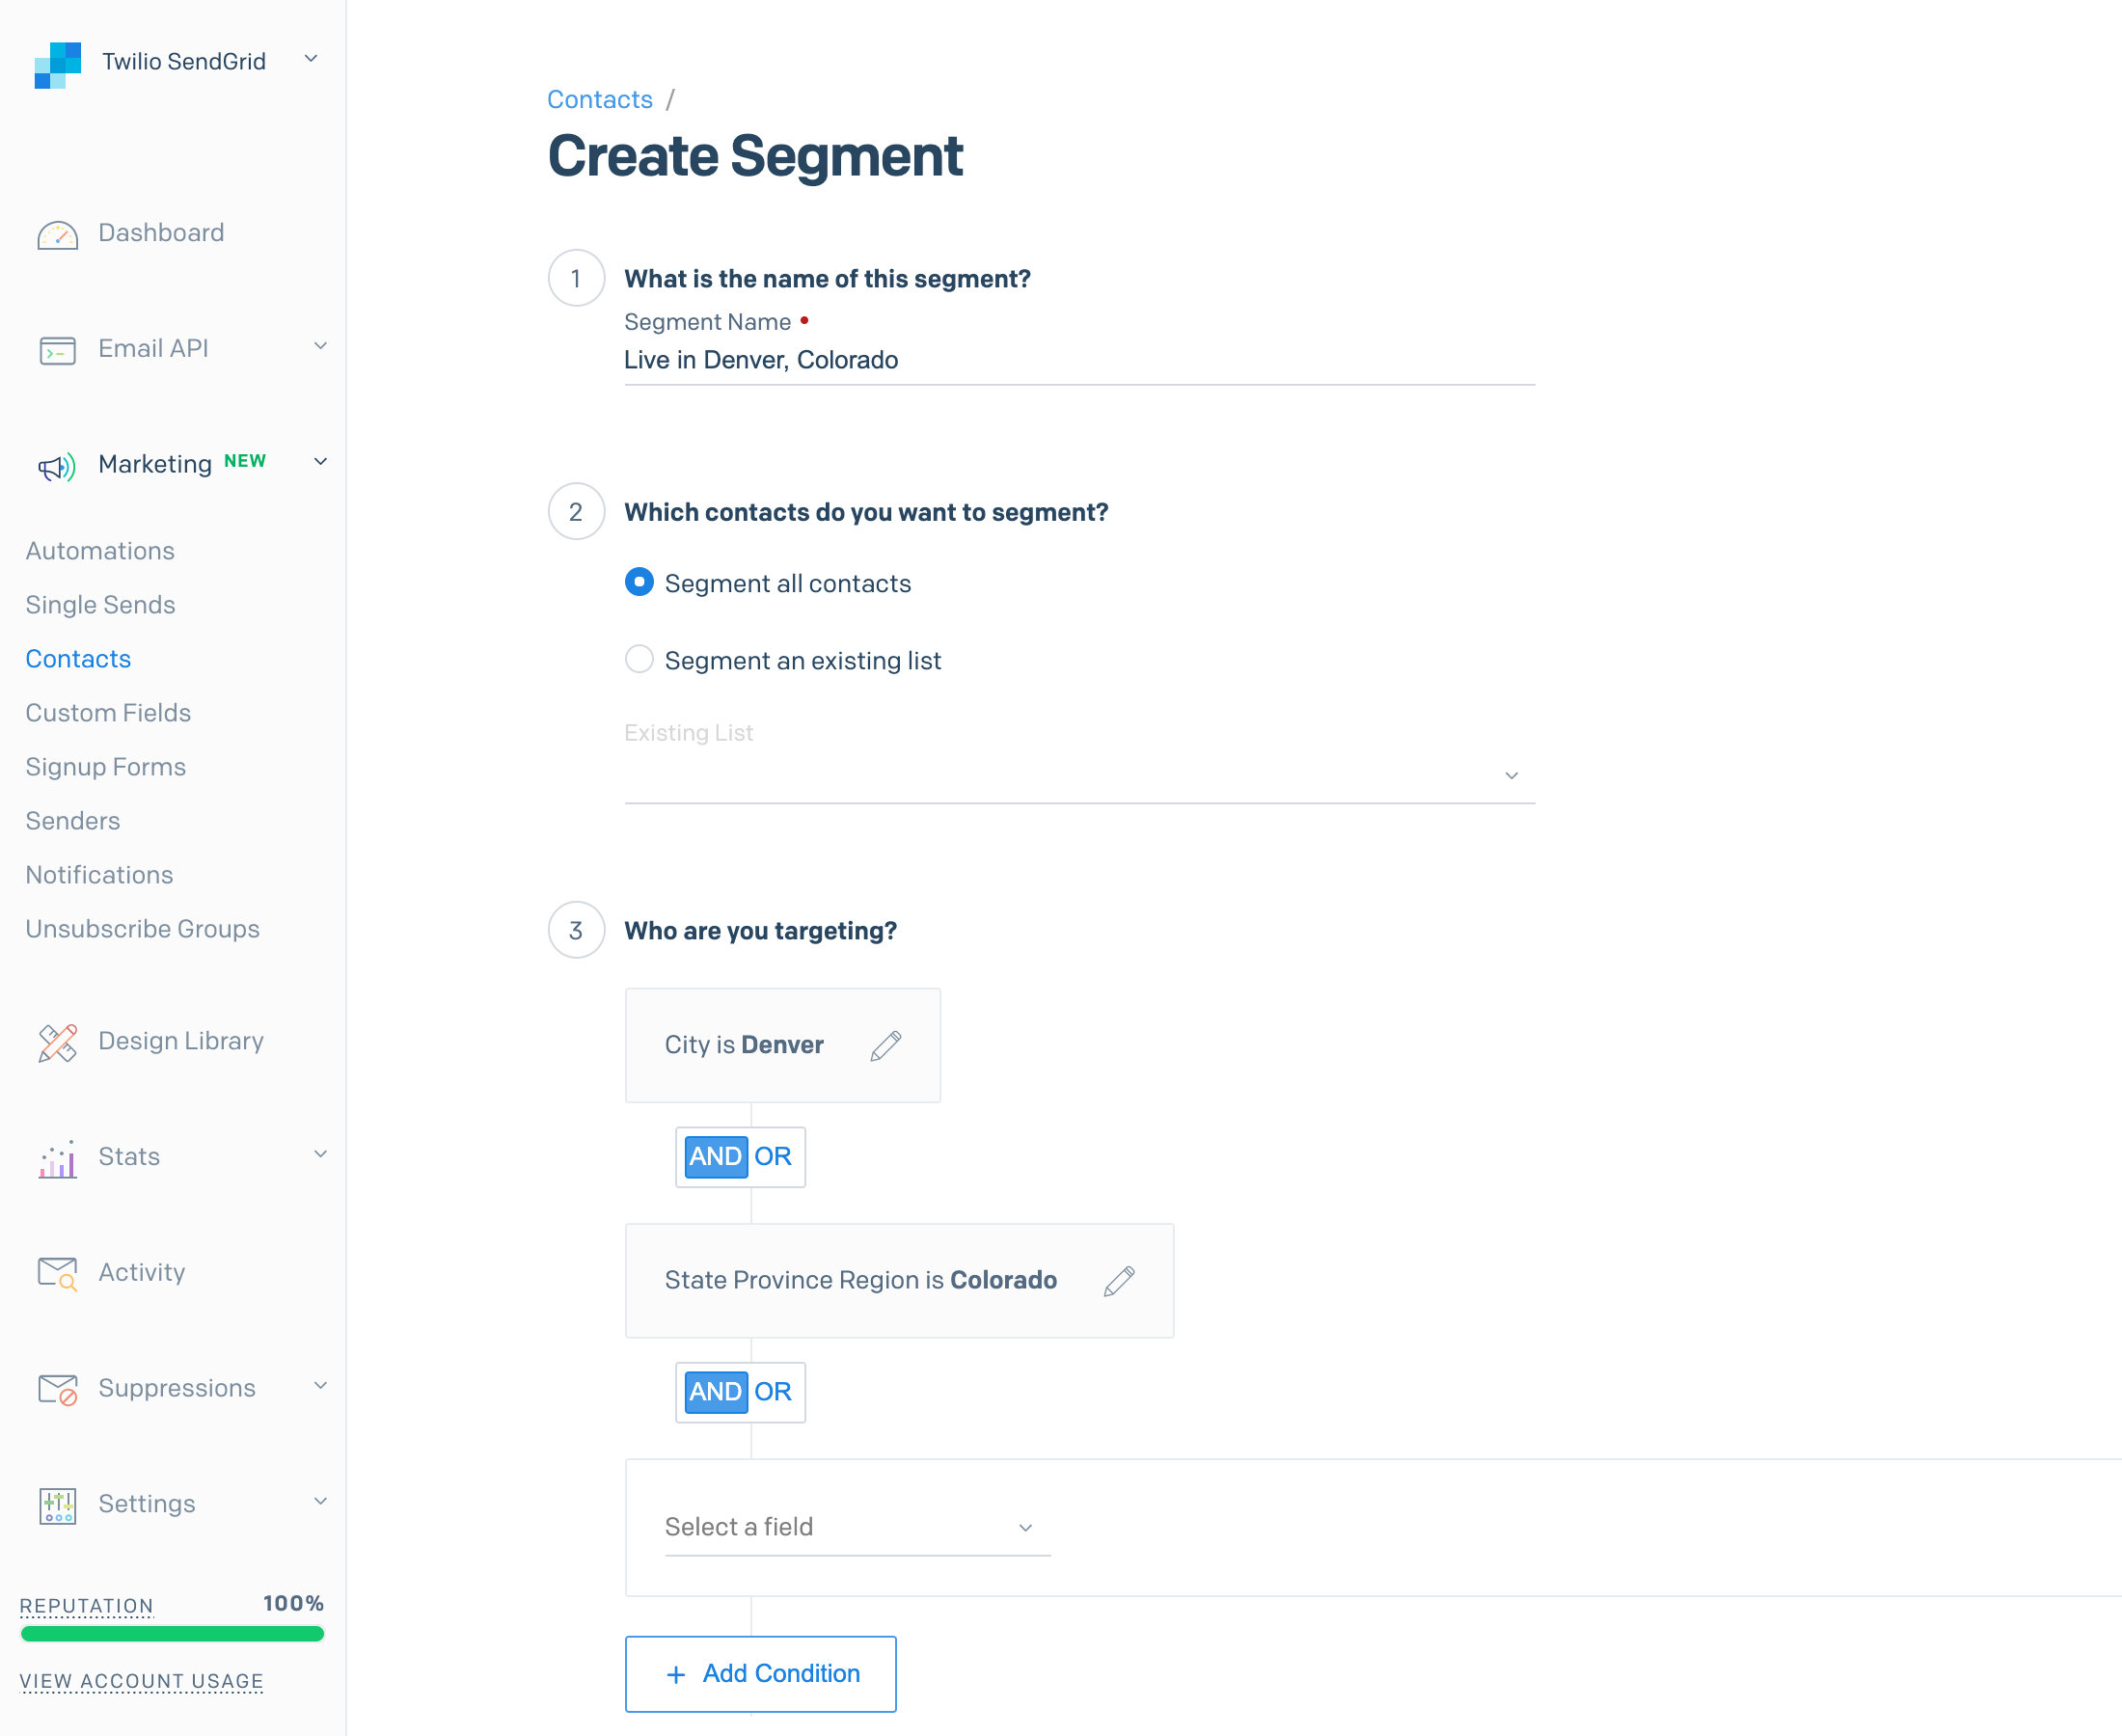 Twilio SendGrid
Dashboard
Email API
Marketing NEW
Automations
Single Sends
Contacts
Custom Fields
Signup Forms
Senders
Notifications
Unsubscribe Groups
Design Library
Stats
Activity
Suppressions
Settings
REPUTATION 100%
VIEW ACCOUNT USAGE
Contacts /
Create Segment
1 What is the name of this segment?
Segment Name
Live in Denver, Colorado
2 Which contacts do you want to segment?
Segment all contacts
Segment an existing list
Existing List
3 Who are you targeting?
City is Denver
AND OR
State Province Region is Colorado
AND OR
Select a field
+ Add Condition